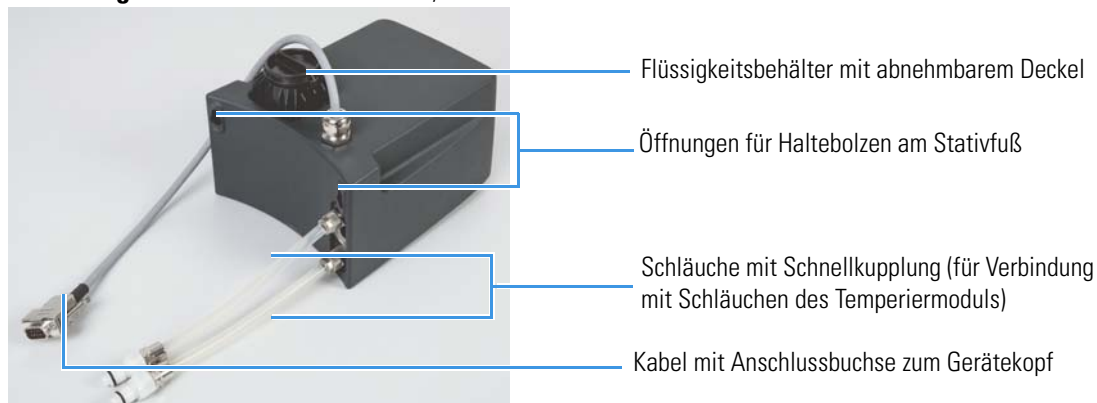 Flüssigkeitsbehälter mit abnehmbarem Deckel
Öffnungen für Haltebolzen am Stativfuß
Schläuche mit Schnellkupplung (für Verbindung
mit Schläuchen des Temperiermoduls)
Kabel mit Anschlussbuchse zum Gerätekopf